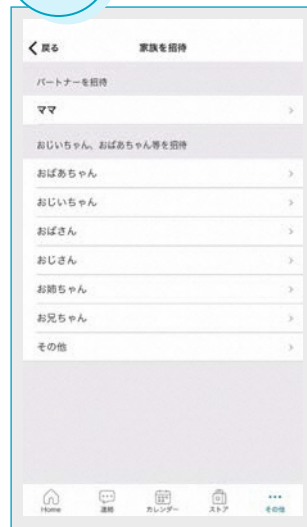 戻る
家族を招待
パートナーを招待
ママ
おじいちゃん、おばあちゃん等を招待
おばあちゃん
おじいちゃん
おばさん
おじさん
お姉ちゃん
お兄ちゃん
その他
Home
連絡
カレンダー
ストア
その他